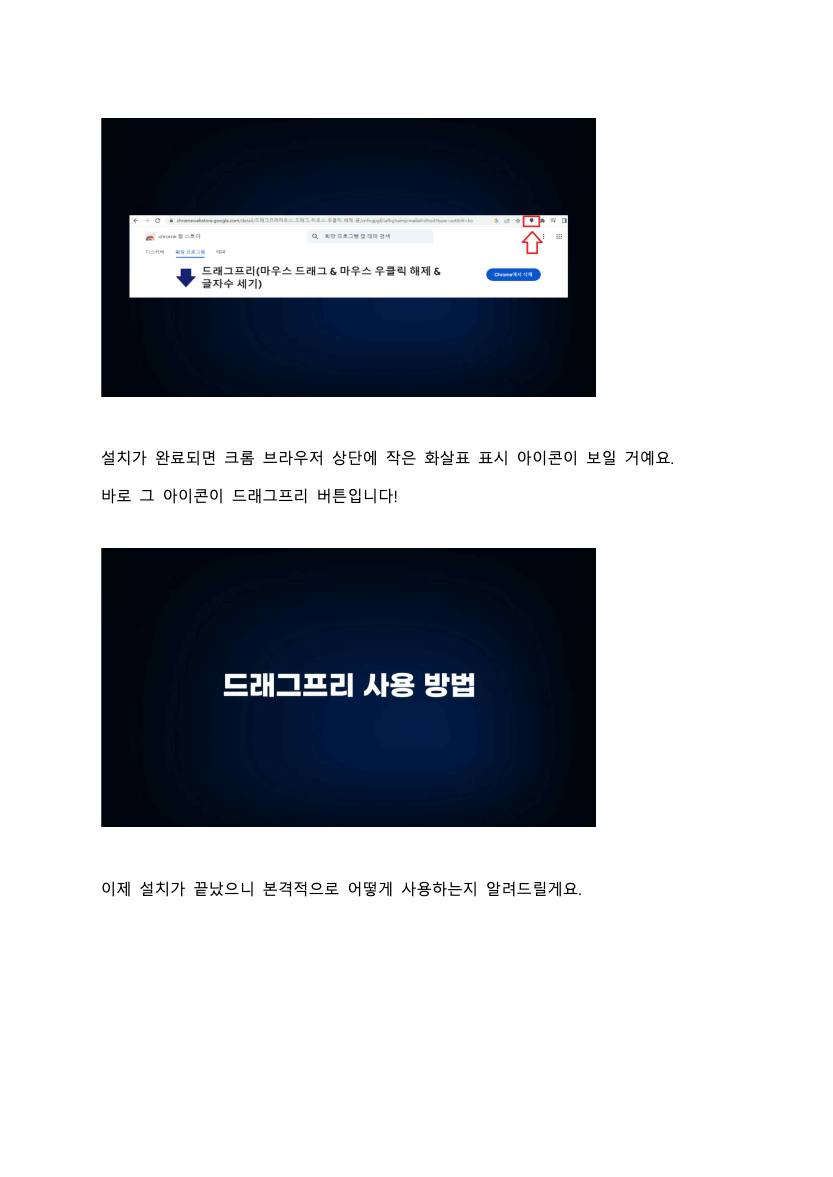 chrome 웹 스토어
확장 프로그램 및 테마 검색
디스커버 확장 프로그램 테마
드래그프리(마우스 드래그 & 마우스 우클릭 해제 &
글자수 세기)
Chrome에서 삭제
설치가 완료되면 크롬 브라우저 상단에 작은 화살표 표시 아이콘이 보일 거예요.
바로 그 아이콘이 드래그프리 버튼입니다!
드래그프리 사용 방법
이제 설치가 끝났으니 본격적으로 어떻게 사용하는지 알려드릴게요.